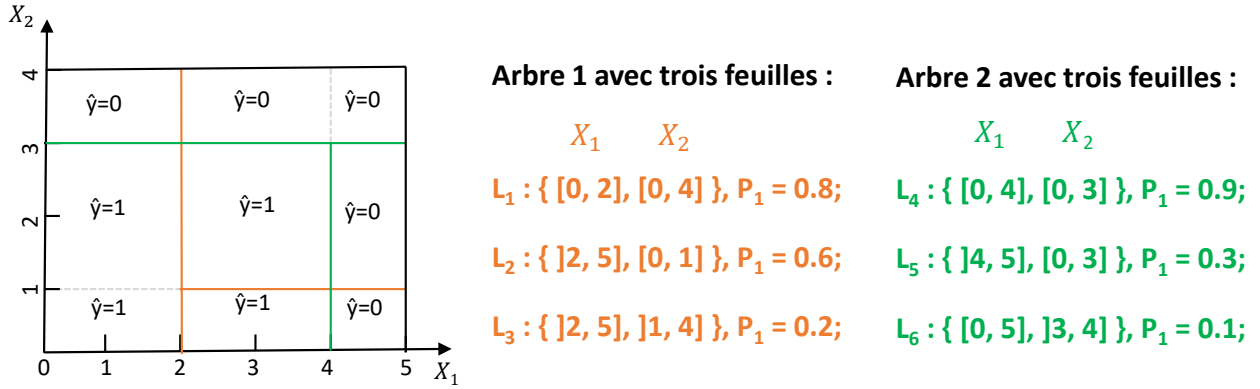 X₂
4
3
2
1
0
1
2
3
4
5
X₁
ŷ=0
ŷ=0
ŷ=0
ŷ=1
ŷ=1
ŷ=0
ŷ=1
ŷ=1
ŷ=0
Arbre 1 avec trois feuilles :
X₁ X₂
L₁ : { [0, 2], [0, 4] }, P₁ = 0.8;
L₂ : { ]2, 5], [0, 1] }, P₁ = 0.6;
L₃ : { ]2, 5], ]1, 4] }, P₁ = 0.2;
Arbre 2 avec trois feuilles :
X₁ X₂
L₄ : { [0, 4], [0, 3] }, P₁ = 0.9;
L₅ : { ]4, 5], [0, 3] }, P₁ = 0.3;
L₆ : { [0, 5], ]3, 4] }, P₁ = 0.1;